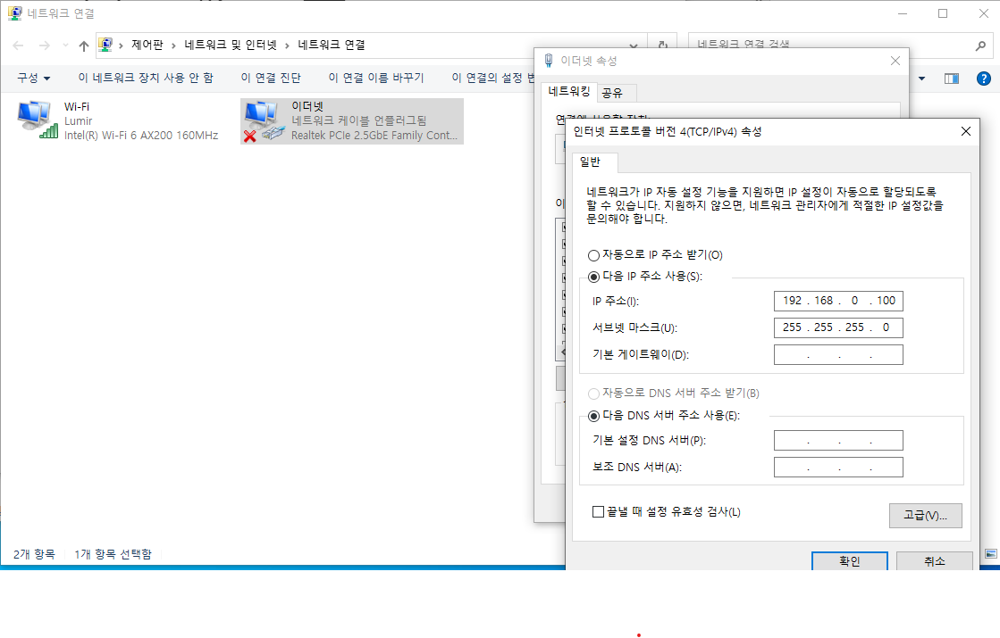 네트워크 연결
제어판 › 네트워크 및 인터넷 › 네트워크 연결
네트워크 연결 검색
구성 이 네트워크 장치 사용 안 함 이 연결 진단 이 연결 이름 바꾸기 이 연결의 설정
Wi-Fi
Lumir
Intel(R) Wi-Fi 6 AX200 160MHz
이더넷
네트워크 케이블 언플러그됨
Realtek PCIe 2.5GbE Family Cont...
이더넷 속성
네트워킹 공유
인터넷 프로토콜 버전 4(TCP/IPv4) 속성
일반
네트워크가 IP 자동 설정 기능을 지원하면 IP 설정이 자동으로 할당되도록
할 수 있습니다. 지원하지 않으면, 네트워크 관리자에게 적절한 IP 설정값을
문의해야 합니다.
자동으로 IP 주소 받기(O)
다음 IP 주소 사용(S):
IP 주소(I): 192 . 168 . 0 . 100
서브넷 마스크(U): 255 . 255 . 255 . 0
기본 게이트웨이(D): . . .
자동으로 DNS 서버 주소 받기(B)
다음 DNS 서버 주소 사용(E):
기본 설정 DNS 서버(P): . . .
보조 DNS 서버(A): . . .
끝낼 때 설정 유효성 검사(L)
고급(V)...
확인 취소
2개 항목 1개 항목 선택함